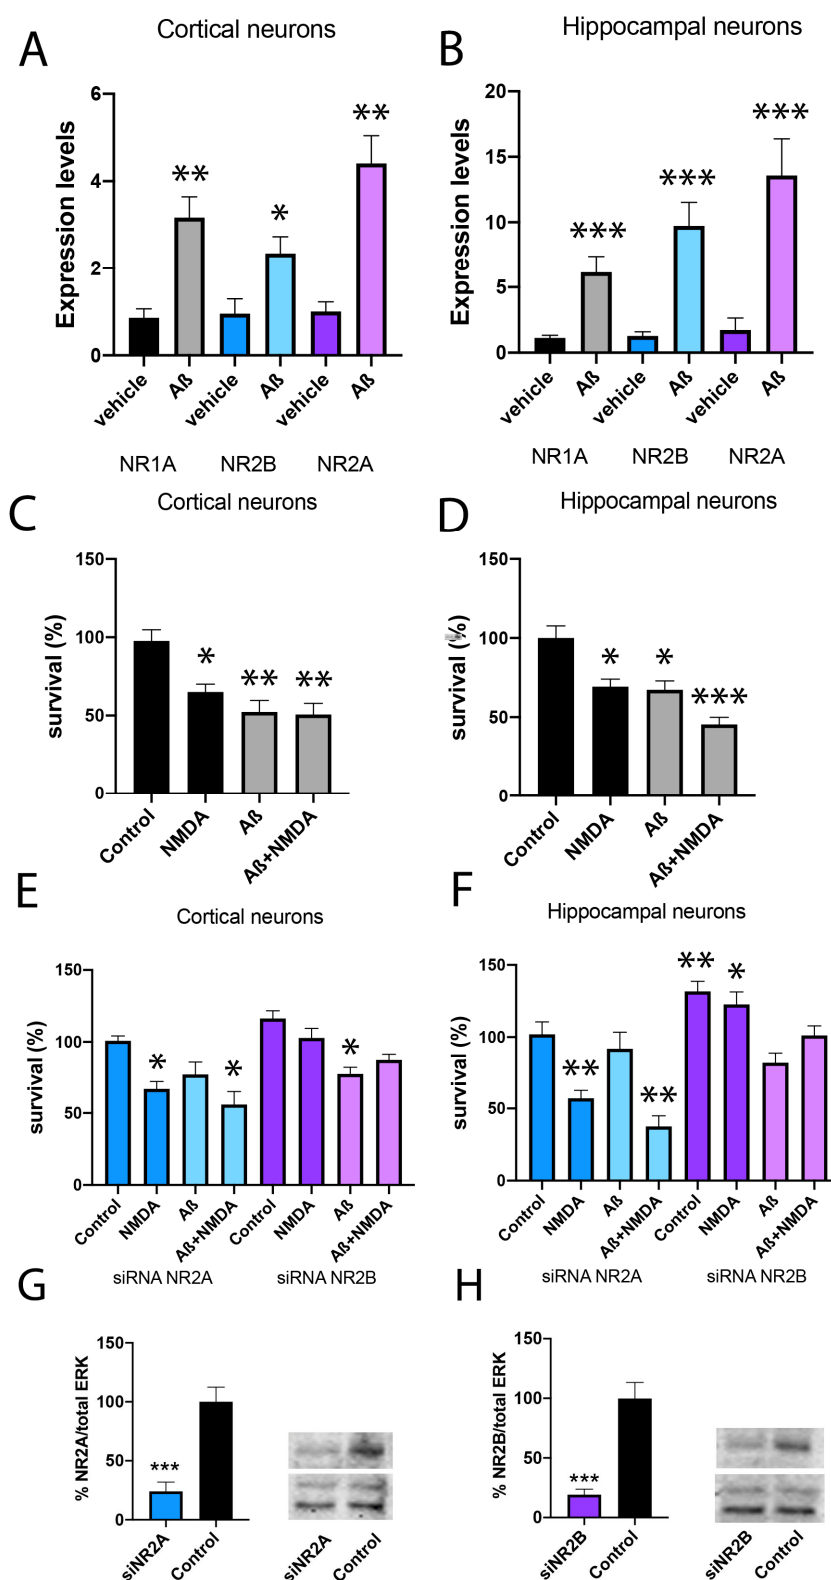 A
Cortical neurons
Expression levels
6
4
2
0
**
*
**
vehicle
Aß
vehicle
Aß
vehicle
Aß
NR1A
NR2B
NR2A
B
Hippocampal neurons
Expression levels
20
15
10
5
0
***
***
***
vehicle
Aß
vehicle
Aß
vehicle
Aß
NR1A
NR2B
NR2A
C
Cortical neurons
survival (%)
150
100
50
0
*
**
**
Control
NMDA
Aß
Aß+NMDA
D
Hippocampal neurons
survival (%)
150
100
50
0
*
*
***
Control
NMDA
Aß
Aß+NMDA
E
Cortical neurons
survival (%)
150
100
50
0
*
*
*
Control
NMDA
Aß
Aß+NMDA
Control
NMDA
Aß
Aß+NMDA
siRNA NR2A
siRNA NR2B
F
Hippocampal neurons
survival (%)
150
100
50
0
**
**
**
*
Control
NMDA
Aß
Aß+NMDA
Control
NMDA
Aß
Aß+NMDA
siRNA NR2A
siRNA NR2B
G
% NR2A/total ERK
150
100
50
0
***
siNR2A
Control
siNR2A
Control
H
% NR2B/total ERK
150
100
50
0
***
siNR2B
Control
siNR2B
Control